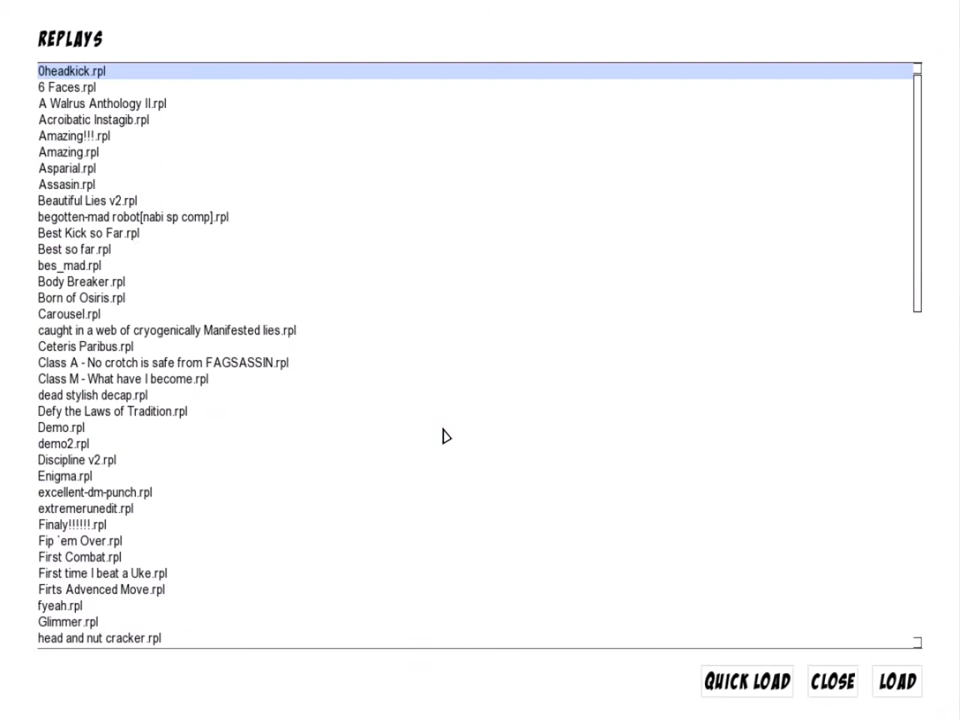 REPLAYS
0headkick.rpl
6 Faces.rpl
A Walrus Anthology II.rpl
Acroibatic Instagib.rpl
Amazing!!!.rpl
Amazing.rpl
Asparial.rpl
Assasin.rpl
Beautiful Lies v2.rpl
begotten-mad robot[nabi sp comp].rpl
Best Kick so Far.rpl
Best so far.rpl
bes_mad.rpl
Body Breaker.rpl
Born of Osiris.rpl
Carousel.rpl
caught in a web of cryogenically Manifested lies.rpl
Ceteris Paribus.rpl
Class A - No crotch is safe from FAGSASSIN.rpl
Class M - What have I become.rpl
dead stylish decap.rpl
Defy the Laws of Tradition.rpl
Demo.rpl
demo2.rpl
Discipline v2.rpl
Enigma.rpl
excellent-dm-punch.rpl
extremerunedit.rpl
Finaly!!!!!!.rpl
Fip `em Over.rpl
First Combat.rpl
First time I beat a Uke.rpl
Firts Advenced Move.rpl
fyeah.rpl
Glimmer.rpl
head and nut cracker.rpl
QUICK LOAD CLOSE LOAD